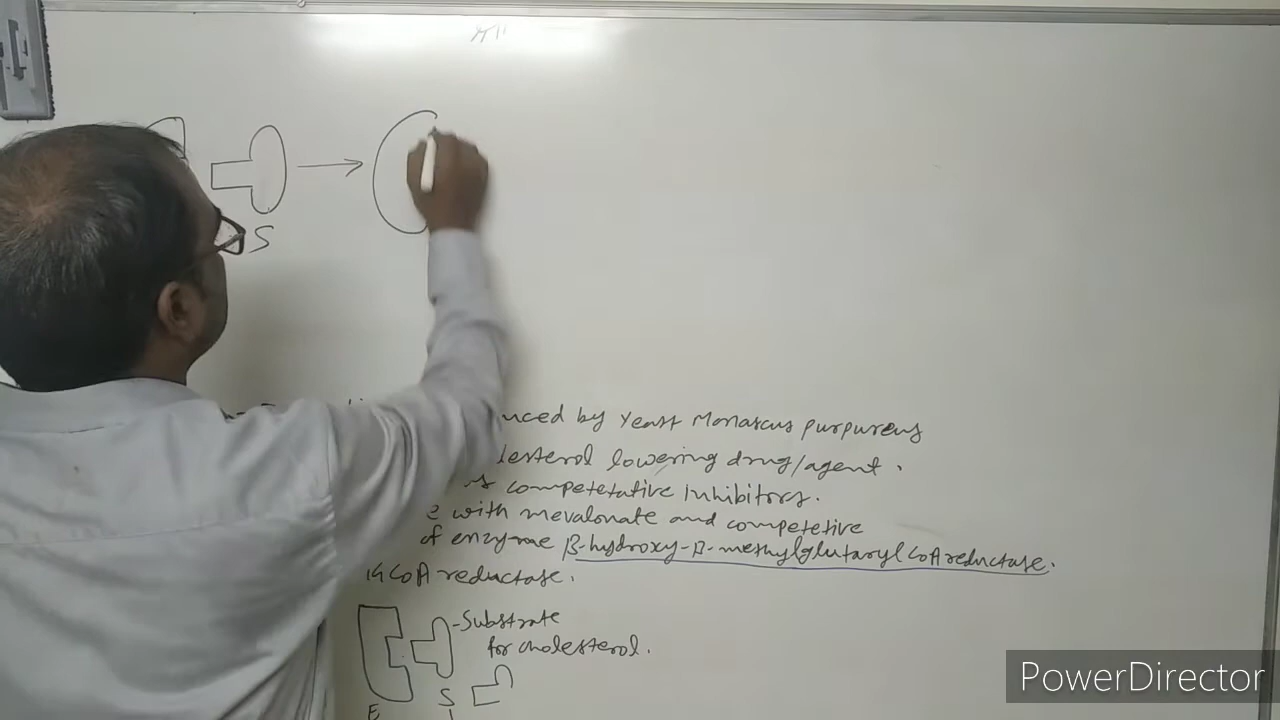 S
uced by yeast Monascus purpureus
lesterol lowering drug/agent.
as competetative Inhibitors.
e with mevalonate and competetive
of enzyme β-hydroxy-β-methylglutaryl CoA reductase.
G CoA reductase.
Substrate
for cholesterol.
S
E
PowerDirector